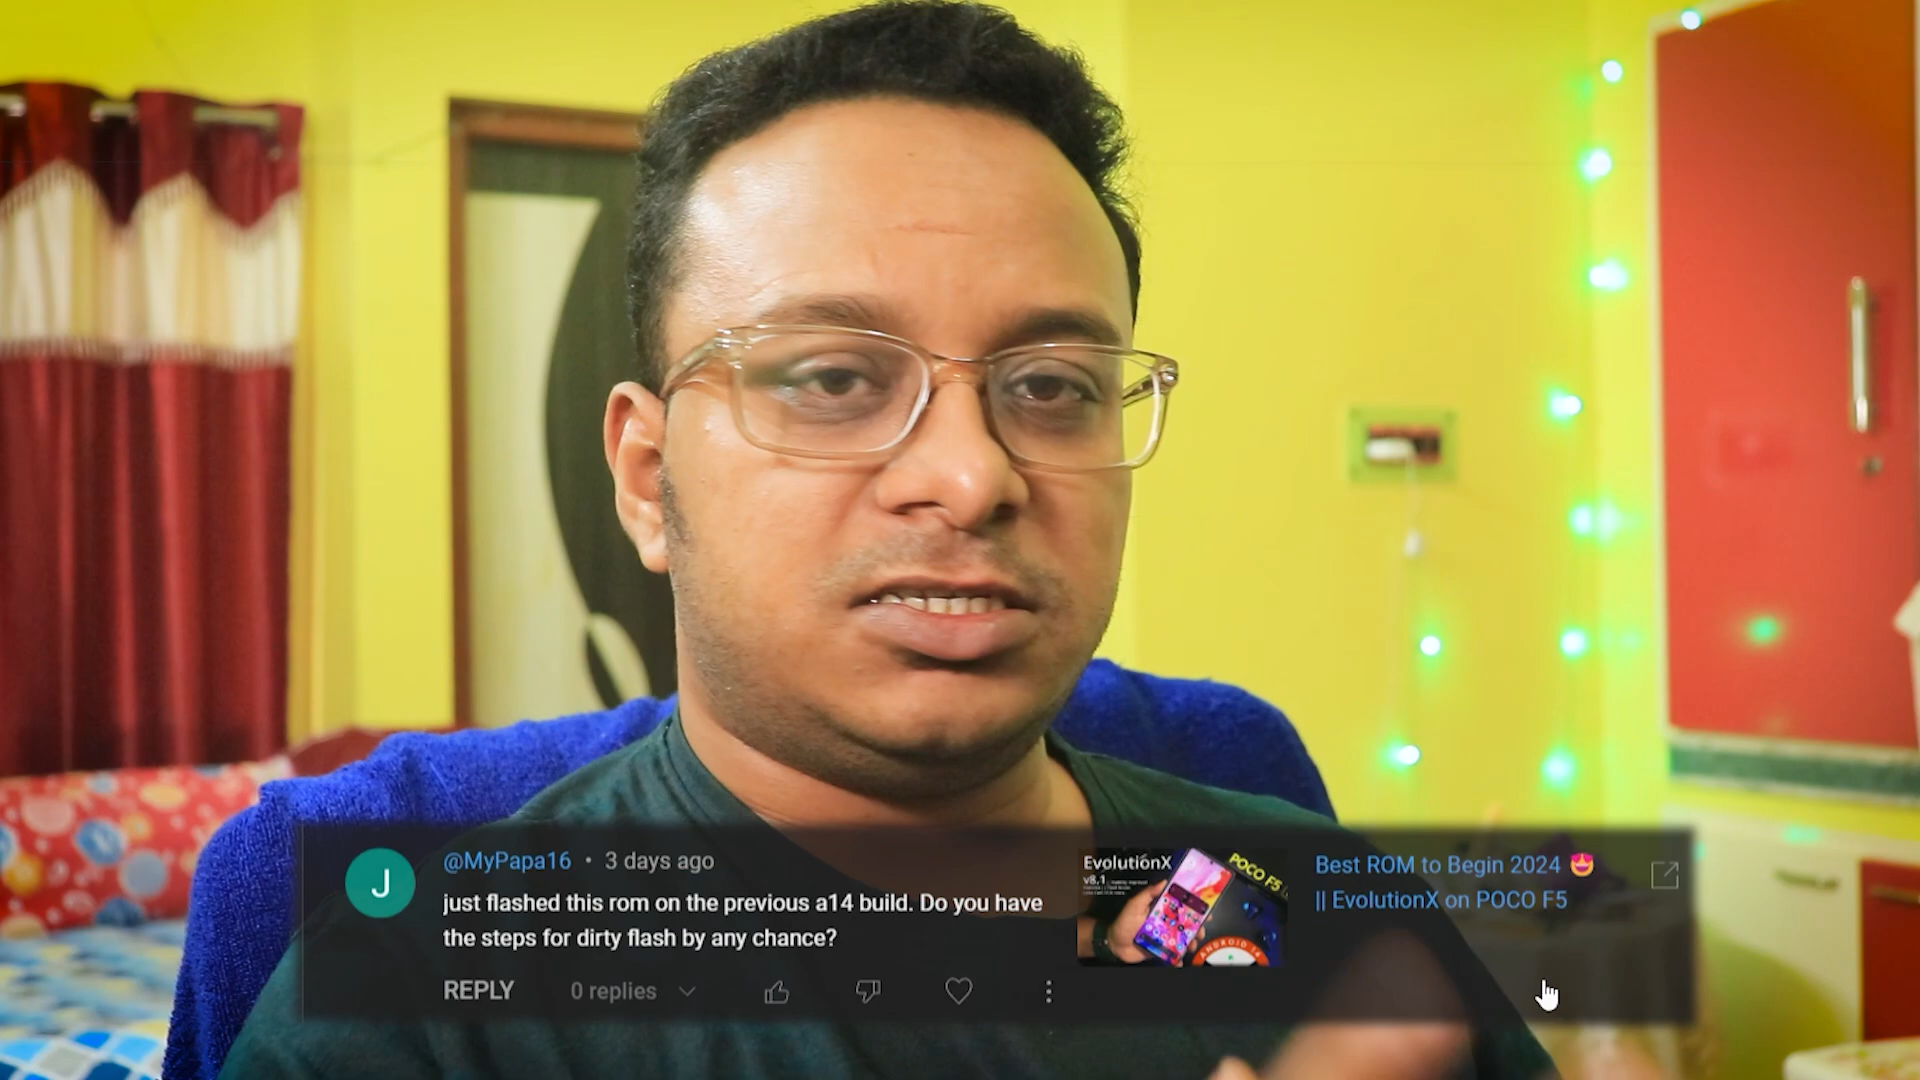 @MyPapa16 • 3 days ago
just flashed this rom on the previous a14 build. Do you have
the steps for dirty flash by any chance?
REPLY
0 replies
EvolutionX
v8.1
POCO F5
ANDROID 14
Best ROM to Begin 2024 🤩
|| EvolutionX on POCO F5
J